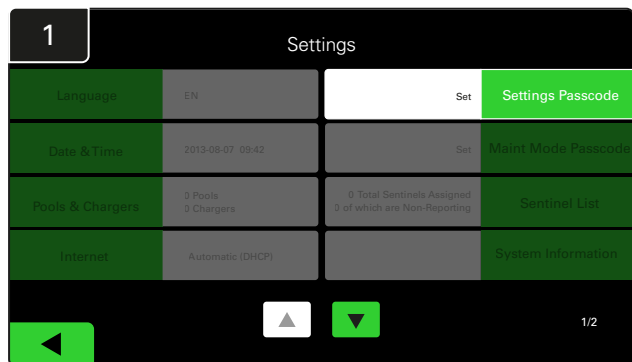 1
Settings
Language
EN
Set
Settings Passcode
Date & Time
2013-08-07 09:42
Set
Maint Mode Passcode
Pools & Chargers
0 Pools
0 Chargers
0 Total Sentinels Assigned
0 of which are Non-Reporting
Sentinel List
Internet
Automatic (DHCP)
System Information
1/2